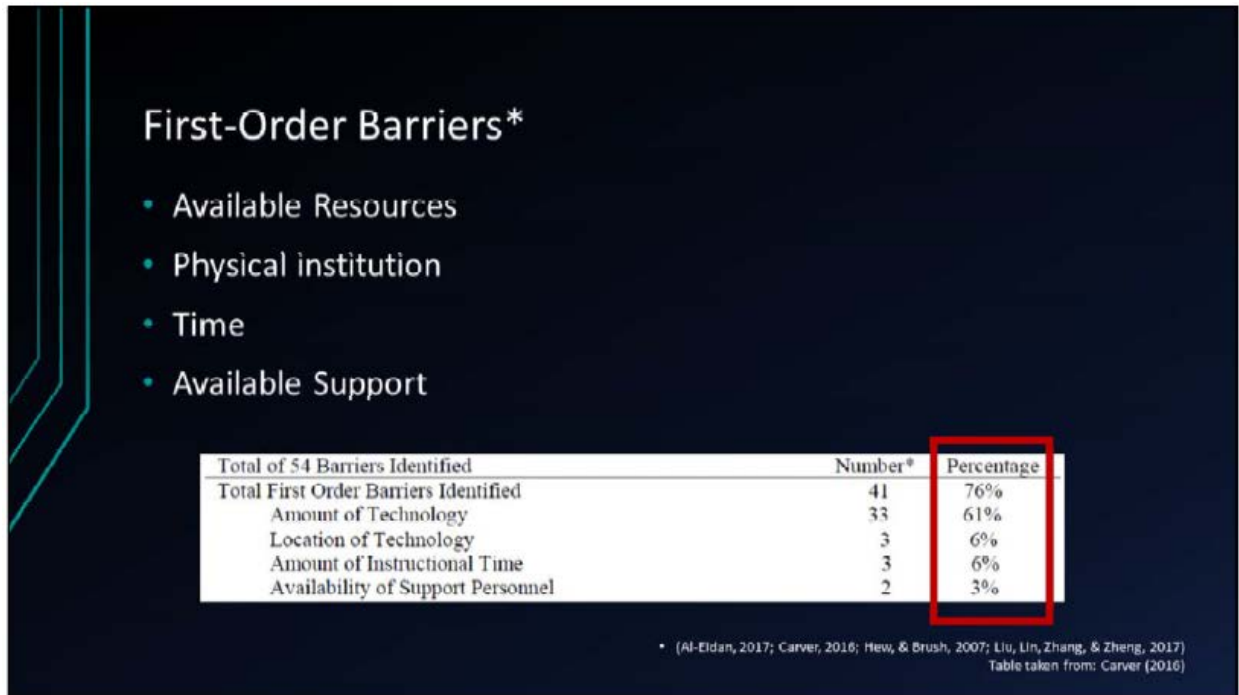 First-Order Barriers*
• Available Resources
• Physical institution
• Time
• Available Support
Total of 54 Barriers Identified Number* Percentage
Total First Order Barriers Identified 41 76%
Amount of Technology 33 61%
Location of Technology 3 6%
Amount of Instructional Time 3 6%
Availability of Support Personnel 2 3%
• (Al-Eidan, 2017; Carver, 2016; Hew, & Brush, 2007; Liu, Lin, Zhang, & Zheng, 2017)
Table taken from: Carver (2016)